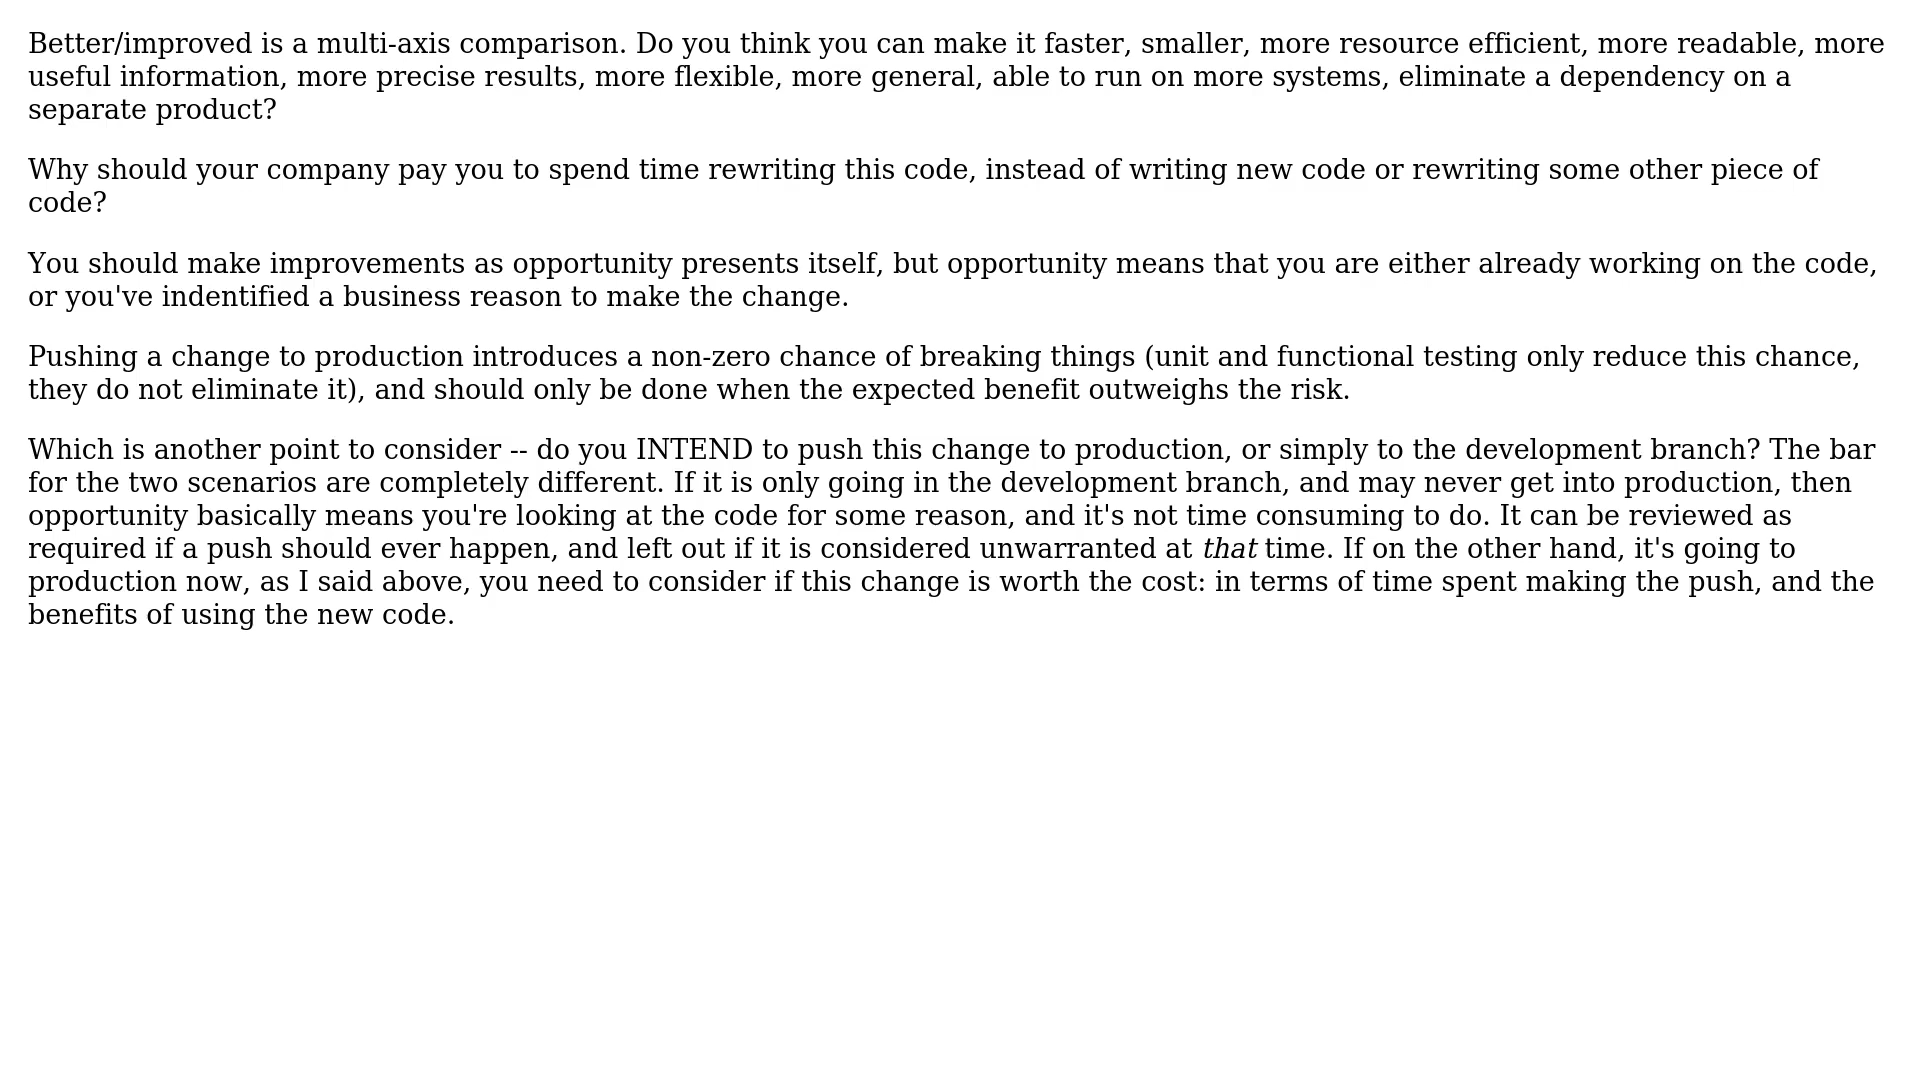 Better/improved is a multi-axis comparison. Do you think you can make it faster, smaller, more resource efficient, more readable, more
useful information, more precise results, more flexible, more general, able to run on more systems, eliminate a dependency on a
separate product?
Why should your company pay you to spend time rewriting this code, instead of writing new code or rewriting some other piece of
code?
You should make improvements as opportunity presents itself, but opportunity means that you are either already working on the code,
or you've indentified a business reason to make the change.
Pushing a change to production introduces a non-zero chance of breaking things (unit and functional testing only reduce this chance,
they do not eliminate it), and should only be done when the expected benefit outweighs the risk.
Which is another point to consider -- do you INTEND to push this change to production, or simply to the development branch? The bar
for the two scenarios are completely different. If it is only going in the development branch, and may never get into production, then
opportunity basically means you're looking at the code for some reason, and it's not time consuming to do. It can be reviewed as
required if a push should ever happen, and left out if it is considered unwarranted at that time. If on the other hand, it's going to
production now, as I said above, you need to consider if this change is worth the cost: in terms of time spent making the push, and the
benefits of using the new code.